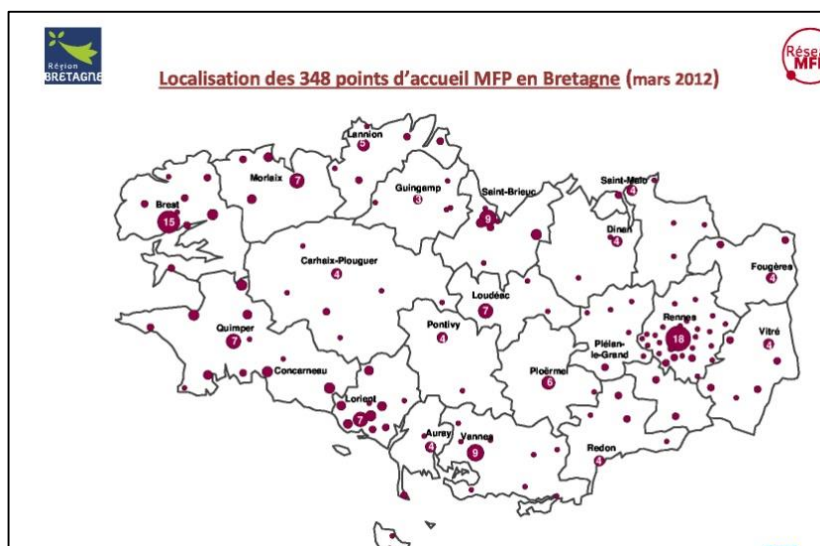 Région
BRETAGNE
Réseau
MFP
Localisation des 348 points d'accueil MFP en Bretagne (mars 2012)
Lannion
5
Morlaix
7
Guingamp
3
Saint-Brieuc
9
Saint-Malo
4
Brest
15
Dinan
4
Carhaix-Plouguer
4
Fougères
4
Loudéac
7
Rennes
18
Quimper
7
Pontivy
4
Vitré
4
Plélan-
le-Grand
Ploërmel
6
Concarneau
Lorient
7
Auray
4
Vannes
9
Redon
4